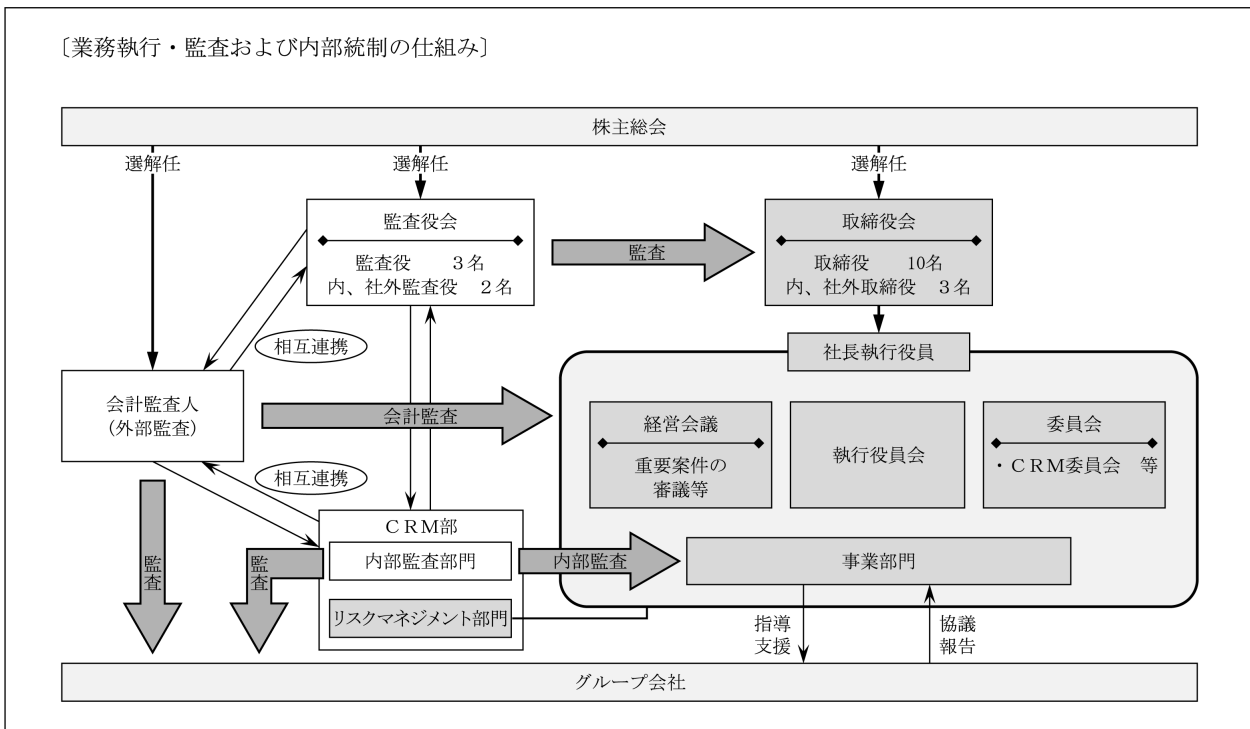 〔業務執行・監査および内部統制の仕組み〕
株主総会
選解任
選解任
選解任
監査役会
監査役　　３名
内、社外監査役　２名
監査
取締役会
取締役　　10名
内、社外取締役　３名
相互連携
社長執行役員
会計監査人
（外部監査）
会計監査
経営会議
重要案件の
審議等
執行役員会
委員会
・ＣＲＭ委員会　等
相互連携
ＣＲＭ部
内部監査部門
内部監査
事業部門
監査
監査
リスクマネジメント部門
指導
支援
協議
報告
グループ会社